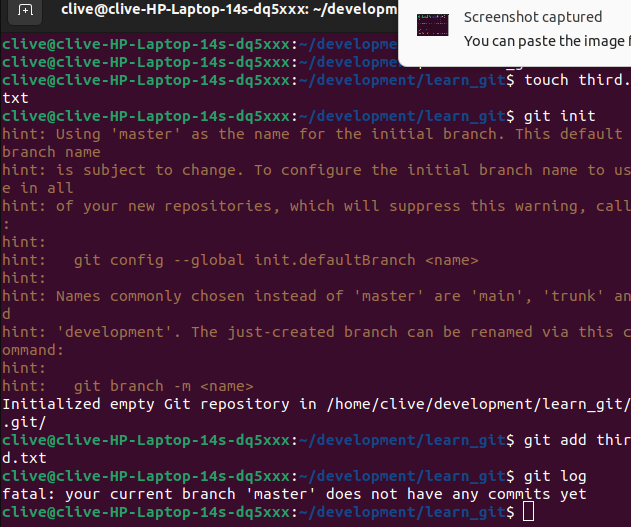 clive@clive-HP-Laptop-14s-dq5xxx: ~/developm
Screenshot captured
You can paste the image f
clive@clive-HP-Laptop-14s-dq5xxx:~/development
clive@clive-HP-Laptop-14s-dq5xxx:~/development/learn_g
clive@clive-HP-Laptop-14s-dq5xxx:~/development/learn_git$ touch third.
txt
clive@clive-HP-Laptop-14s-dq5xxx:~/development/learn_git$ git init
hint: Using 'master' as the name for the initial branch. This default
branch name
hint: is subject to change. To configure the initial branch name to us
e in all
hint: of your new repositories, which will suppress this warning, call
:
hint:
hint:   git config --global init.defaultBranch <name>
hint:
hint: Names commonly chosen instead of 'master' are 'main', 'trunk' an
d
hint: 'development'. The just-created branch can be renamed via this c
ommand:
hint:
hint:   git branch -m <name>
Initialized empty Git repository in /home/clive/development/learn_git/
.git/
clive@clive-HP-Laptop-14s-dq5xxx:~/development/learn_git$ git add thir
d.txt
clive@clive-HP-Laptop-14s-dq5xxx:~/development/learn_git$ git log
fatal: your current branch 'master' does not have any commits yet
clive@clive-HP-Laptop-14s-dq5xxx:~/development/learn_git$